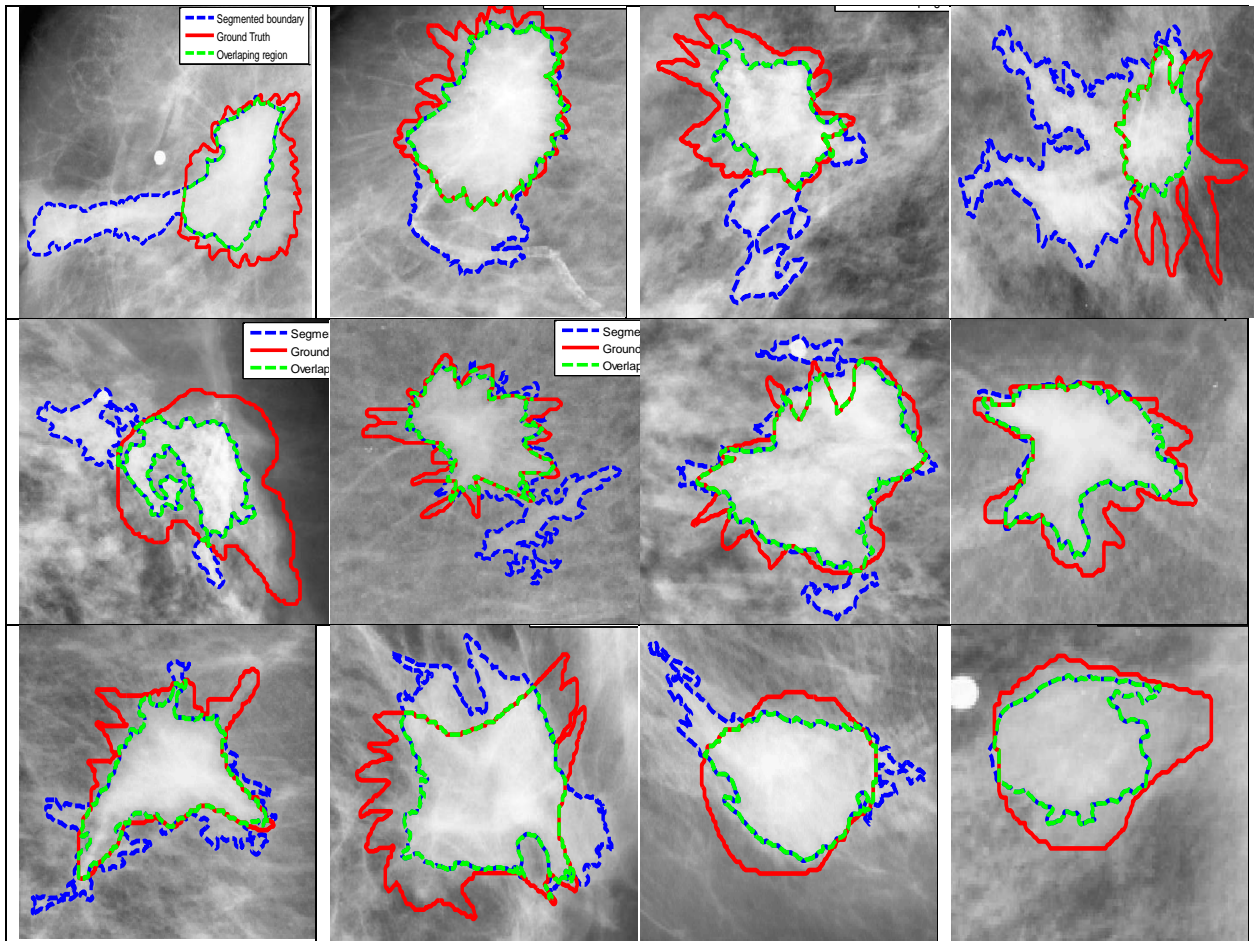 Segmented boundary
Ground Truth
Overlaping region
Segme
Ground
Overlap
Segme
Ground
Overlap